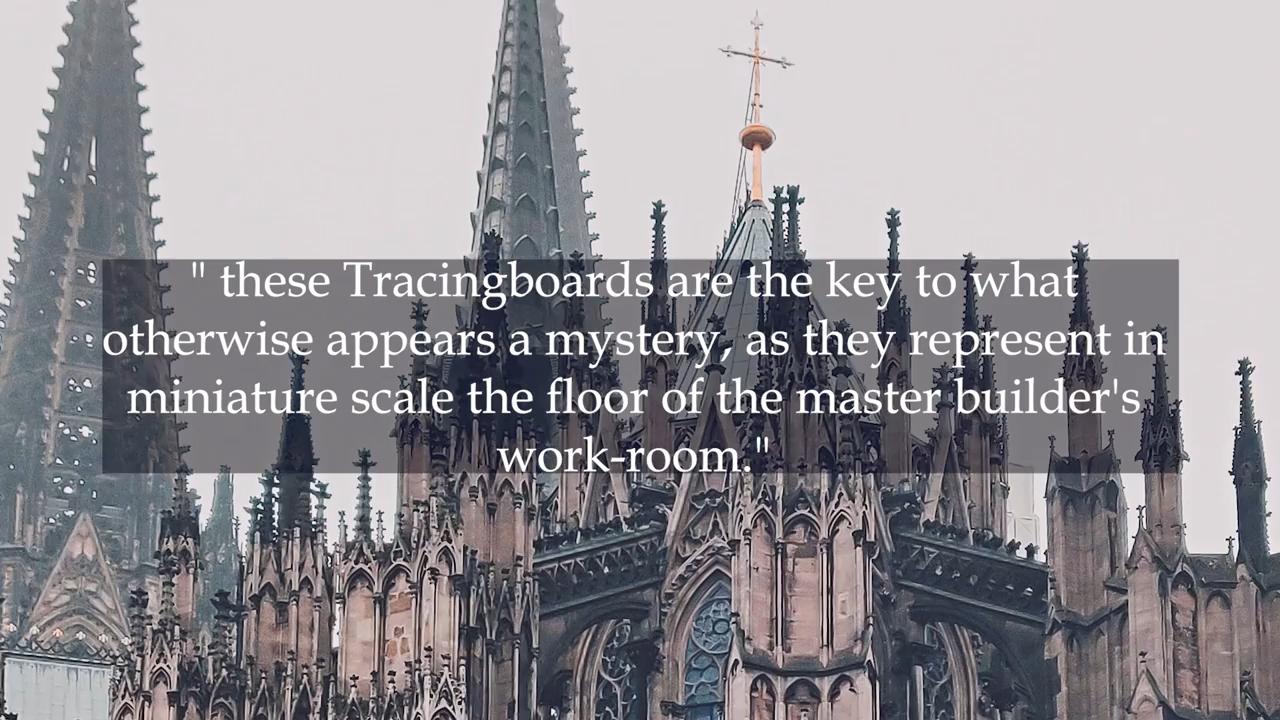 " these Tracingboards are the key to what
otherwise appears a mystery, as they represent in
miniature scale the floor of the master builder's
work-room."